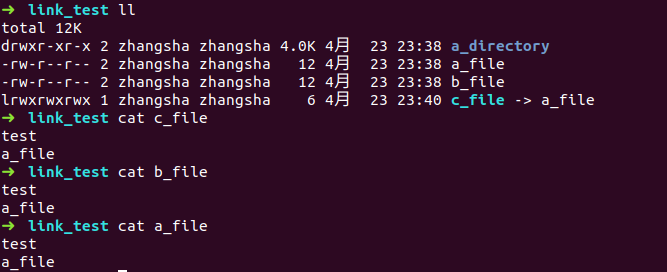 ➜ link_test ll
total 12K
drwxr-xr-x 2 zhangsha zhangsha 4.0K 4月  23 23:38 a_directory
-rw-r--r-- 2 zhangsha zhangsha   12 4月  23 23:38 a_file
-rw-r--r-- 2 zhangsha zhangsha   12 4月  23 23:38 b_file
lrwxrwxrwx 1 zhangsha zhangsha    6 4月  23 23:40 c_file -> a_file
➜ link_test cat c_file
test
a_file
➜ link_test cat b_file
test
a_file
➜ link_test cat a_file
test
a_file